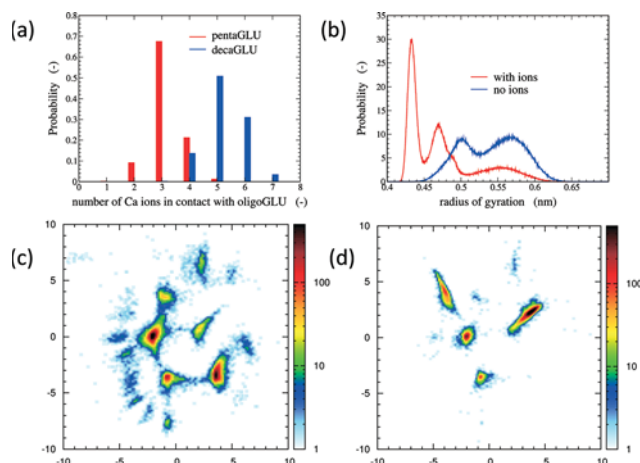 (a)
pentaGLU
decaGLU
Probability (-)
0.8
0.7
0.6
0.5
0.4
0.3
0.2
0.1
0
0 1 2 3 4 5 6 7 8
number of Ca ions in contact with oligoGLU (-)
(b)
with ions
no ions
Probability (-)
35
30
25
20
15
10
5
0
0.4 0.45 0.5 0.55 0.6 0.65
radius of gyration (nm)
(c)
10
5
0
-5
-10
-10 -5 0 5 10
100
10
1
(d)
10
5
0
-5
-10
-10 -5 0 5 10
100
10
1